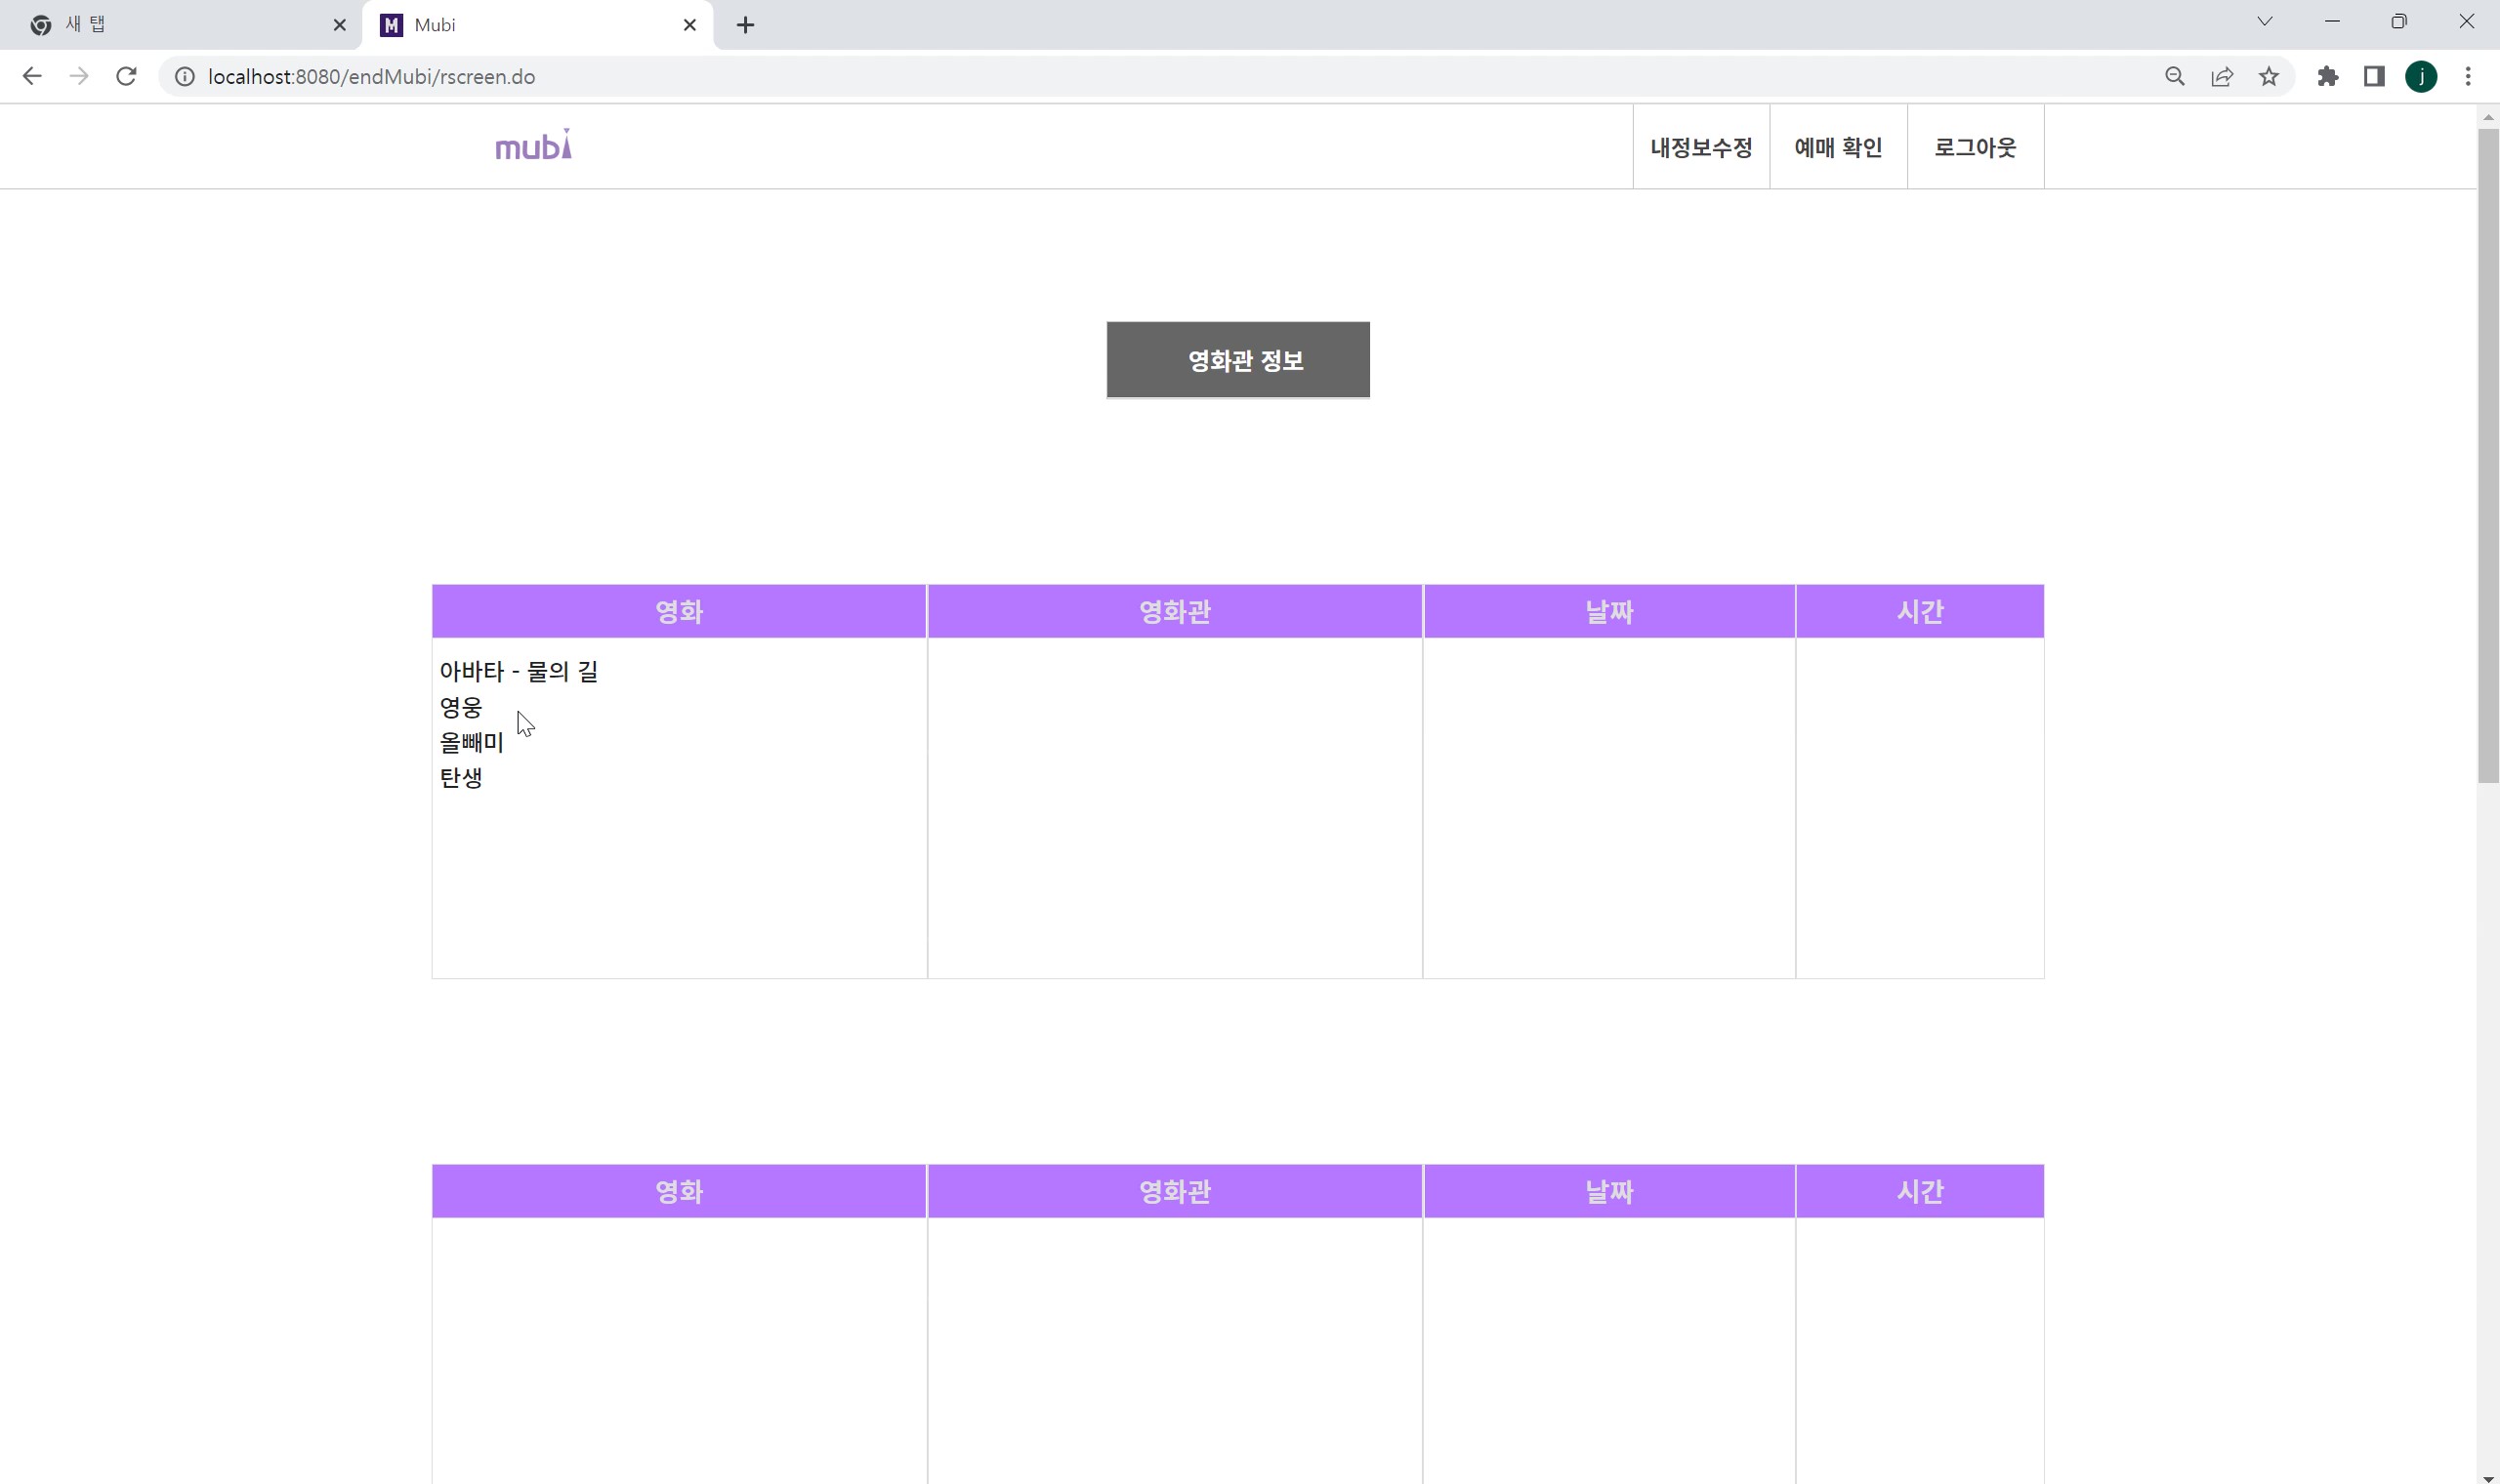 새 탭
M Mubi
localhost:8080/endMubi/rscreen.do
j
mubi
내정보수정 예매 확인 로그아웃
영화관 정보
영화 영화관 날짜 시간
아바타 - 물의 길
영웅
올빼미
탄생
영화 영화관 날짜 시간